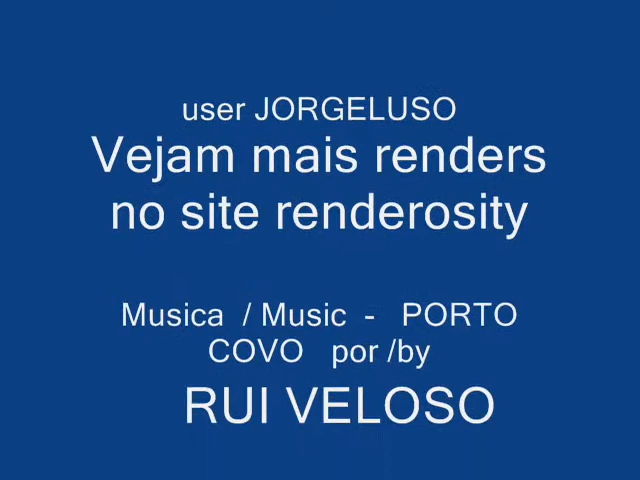 user JORGELUSO
Vejam mais renders
no site renderosity
Musica / Music - PORTO
COVO por /by
RUI VELOSO